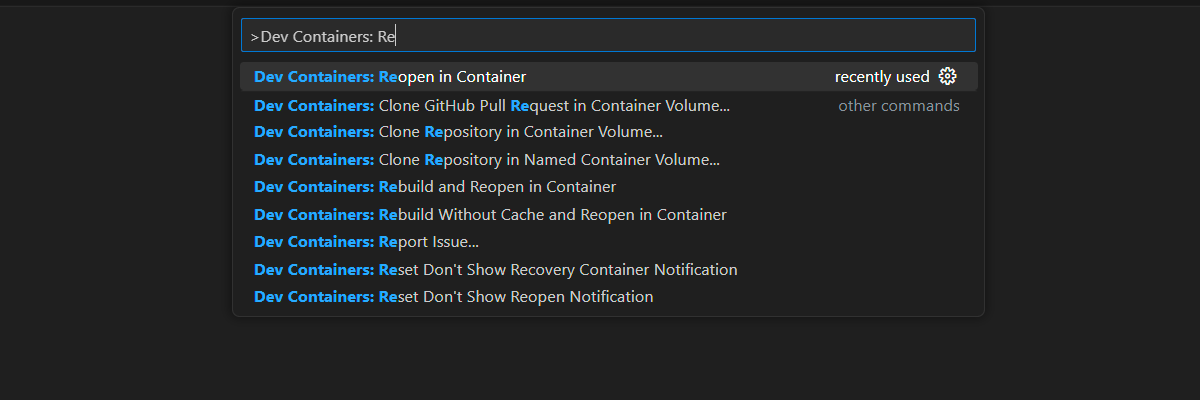 >Dev Containers: Re
Dev Containers: Reopen in Container recently used
Dev Containers: Clone GitHub Pull Request in Container Volume... other commands
Dev Containers: Clone Repository in Container Volume...
Dev Containers: Clone Repository in Named Container Volume...
Dev Containers: Rebuild and Reopen in Container
Dev Containers: Rebuild Without Cache and Reopen in Container
Dev Containers: Report Issue...
Dev Containers: Reset Don't Show Recovery Container Notification
Dev Containers: Reset Don't Show Reopen Notification